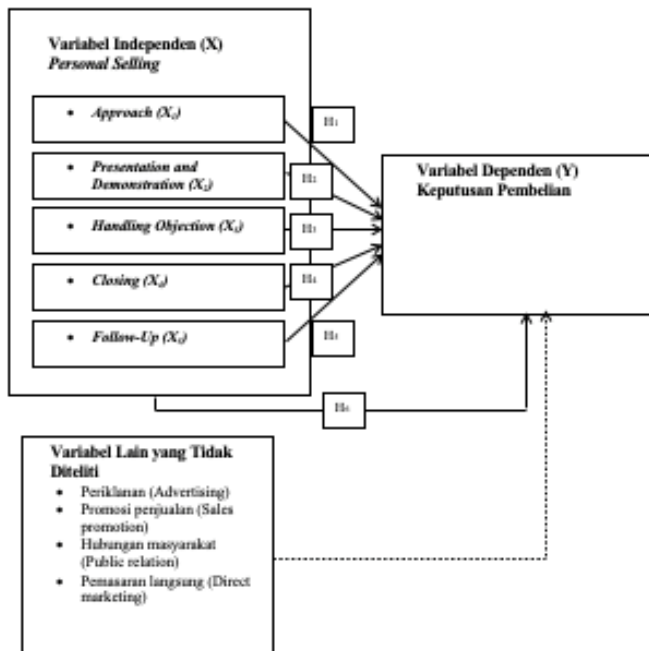 Variabel Independen (X)
Personal Selling
• Approach (X₁)
H₁
• Presentation and
Demonstration (X₂)
H₂
• Handling Objection (X₃)
H₃
• Closing (X₄)
H₄
• Follow-Up (X₅)
H₅
Variabel Dependen (Y)
Keputusan Pembelian
H₆
Variabel Lain yang Tidak
Diteliti
• Periklanan (Advertising)
• Promosi penjualan (Sales
promotion)
• Hubungan masyarakat
(Public relation)
• Pemasaran langsung (Direct
marketing)